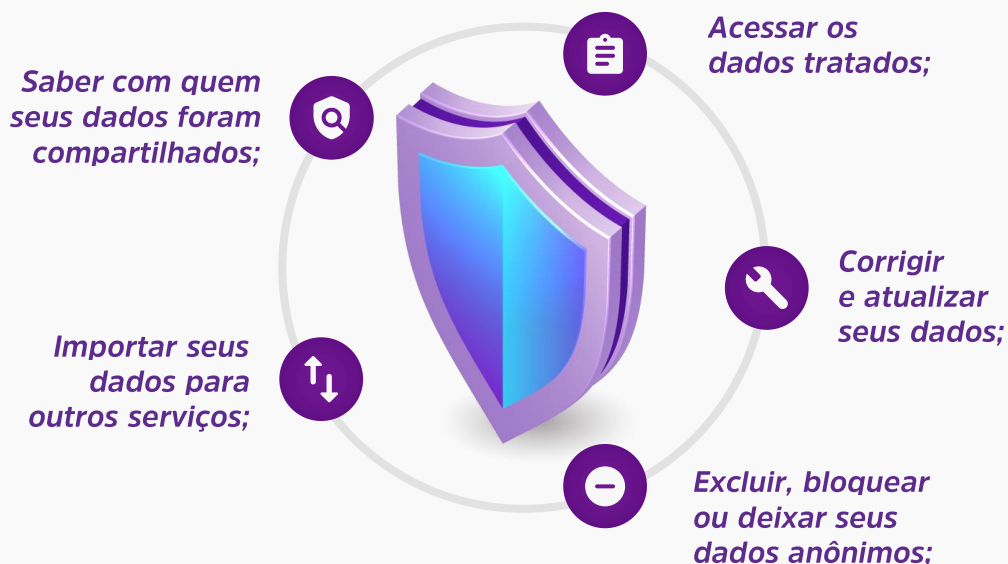 Acessar os
dados tratados;
Saber com quem
seus dados foram
compartilhados;
Corrigir
e atualizar
seus dados;
Importar seus
dados para
outros serviços;
Excluir, bloquear
ou deixar seus
dados anônimos;